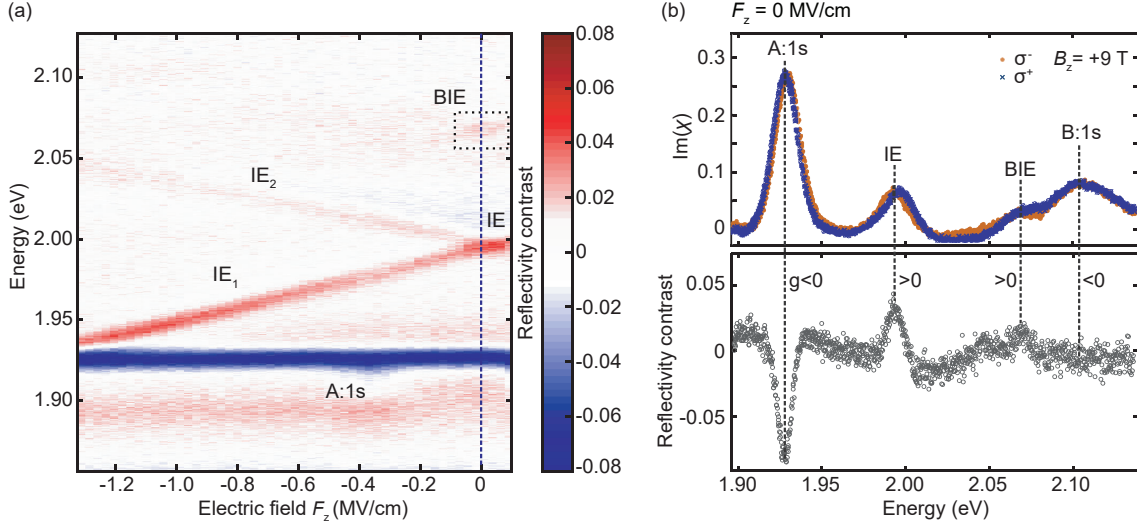 (a)
2.10
2.05
2.00
1.95
1.90
Energy (eV)
BIE
IE₂
IE
IE₁
A:1s
-1.2
-1.0
-0.8
-0.6
-0.4
-0.2
0
Electric field F_z (MV/cm)
0.08
0.06
0.04
0.02
0
-0.02
-0.04
-0.06
-0.08
Reflectivity contrast
(b)
F_z = 0 MV/cm
A:1s
σ⁻
σ⁺
B_z = +9 T
0.3
0.2
0.1
0
Im(χ)
IE
BIE
B:1s
g<0
>0
>0
<0
0.05
0
-0.05
Reflectivity contrast
1.90
1.95
2.00
2.05
2.10
Energy (eV)